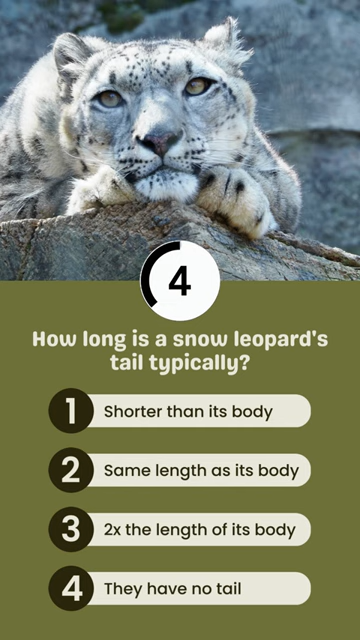 4
How long is a snow leopard's
tail typically?
1 Shorter than its body
2 Same length as its body
3 2x the length of its body
4 They have no tail